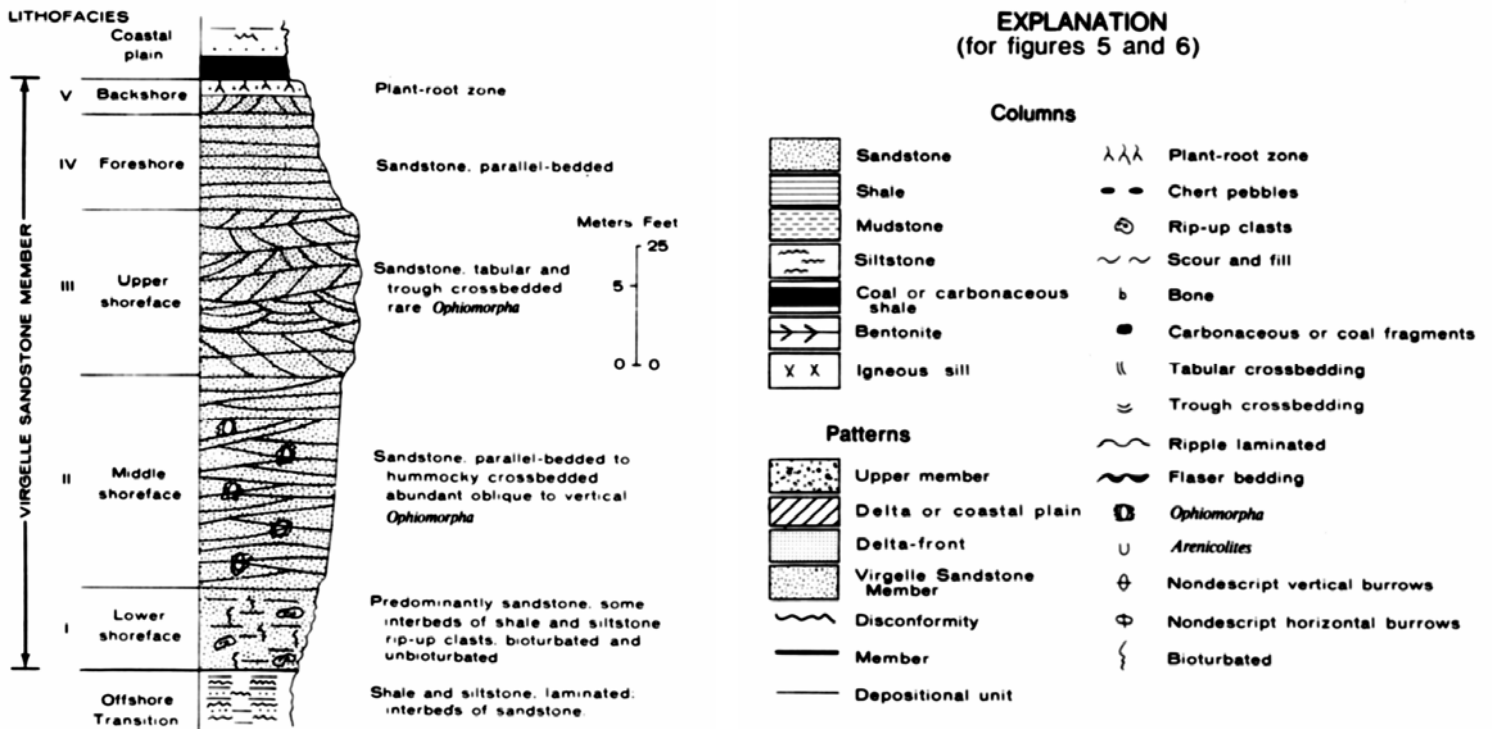 LITHOFACIES
Coastal
plain
V Backshore
Plant-root zone
IV Foreshore
Sandstone. parallel-bedded
III Upper
shoreface
Sandstone. tabular and
trough crossbedded
rare Ophiomorpha
Meters Feet
25
5
0 0
II Middle
shoreface
Sandstone. parallel-bedded to
hummocky crossbedded
abundant oblique to vertical
Ophiomorpha
I Lower
shoreface
Predominantly sandstone. some
interbeds of shale and siltstone
rip-up clasts. bioturbated and
unbioturbated
Offshore
Transition
Shale and siltstone. laminated;
interbeds of sandstone.
VIRGELLE SANDSTONE MEMBER
EXPLANATION
(for figures 5 and 6)
Columns
Sandstone
Shale
Mudstone
Siltstone
Coal or carbonaceous
shale
Bentonite
Igneous sill
Patterns
Upper member
Delta or coastal plain
Delta-front
Virgelle Sandstone
Member
Disconformity
Member
Depositional unit
Plant-root zone
Chert pebbles
Rip-up clasts
Scour and fill
b Bone
Carbonaceous or coal fragments
Tabular crossbedding
Trough crossbedding
Ripple laminated
Flaser bedding
Ophiomorpha
Arenicolites
Nondescript vertical burrows
Nondescript horizontal burrows
Bioturbated